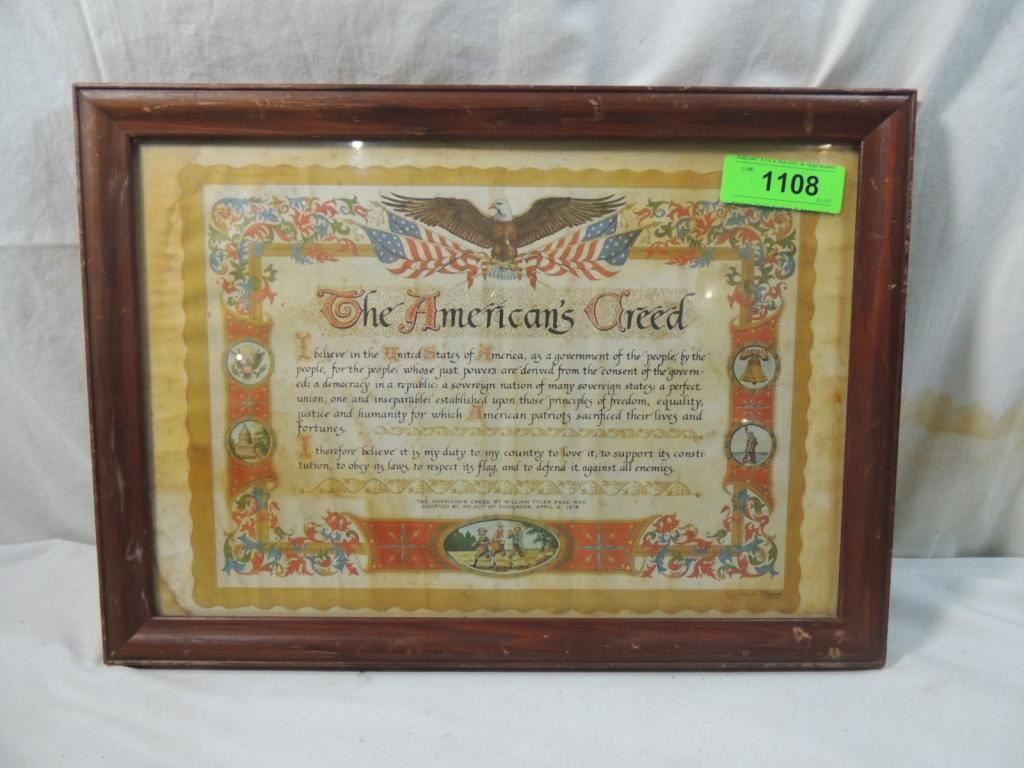 Lot#
1108
The American's Creed
I believe in the United States of America, as a government of the people, by the
people, for the people; whose just powers are derived from the consent of the govern-
ed; a democracy in a republic; a sovereign nation of many sovereign states; a perfect
union, one and inseparable; established upon those principles of freedom, equality,
justice and humanity for which American patriots sacrificed their lives and
fortunes.
I therefore believe it is my duty to my country to love it, to support its consti
tution, to obey its laws, to respect its flag, and to defend it against all enemies.
THE AMERICAN'S CREED BY WILLIAM TYLER PAGE WAS
ADOPTED BY AN ACT OF CONGRESS, APRIL 6, 1918